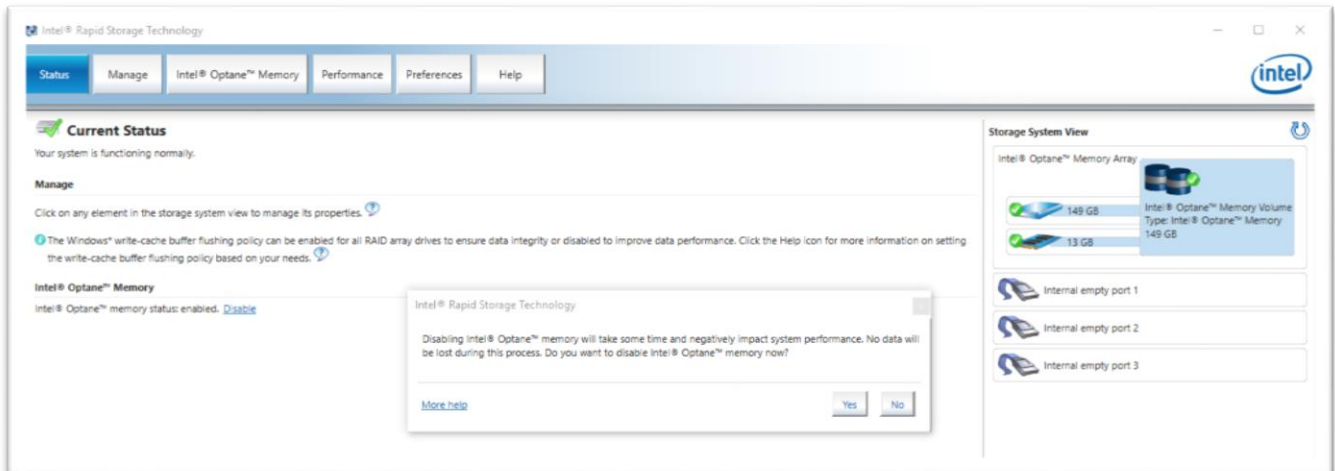 Intel® Rapid Storage Technology
Status
Manage
Intel® Optane™ Memory
Performance
Preferences
Help
intel
Current Status
Your system is functioning normally.
Manage
Click on any element in the storage system view to manage its properties.
The Windows* write-cache buffer flushing policy can be enabled for all RAID array drives to ensure data integrity or disabled to improve data performance. Click the Help icon for more information on setting
the write-cache buffer flushing policy based on your needs.
Intel® Optane™ Memory
Intel® Optane™ memory status: enabled. Disable
Intel® Rapid Storage Technology
Disabling Intel® Optane™ memory will take some time and negatively impact system performance. No data will
be lost during this process. Do you want to disable Intel® Optane™ memory now?
More help
Yes
No
Storage System View
Intel® Optane™ Memory Array
149 GB
13 GB
Intel® Optane™ Memory Volume
Type: Intel® Optane™ Memory
149 GB
Internal empty port 1
Internal empty port 2
Internal empty port 3